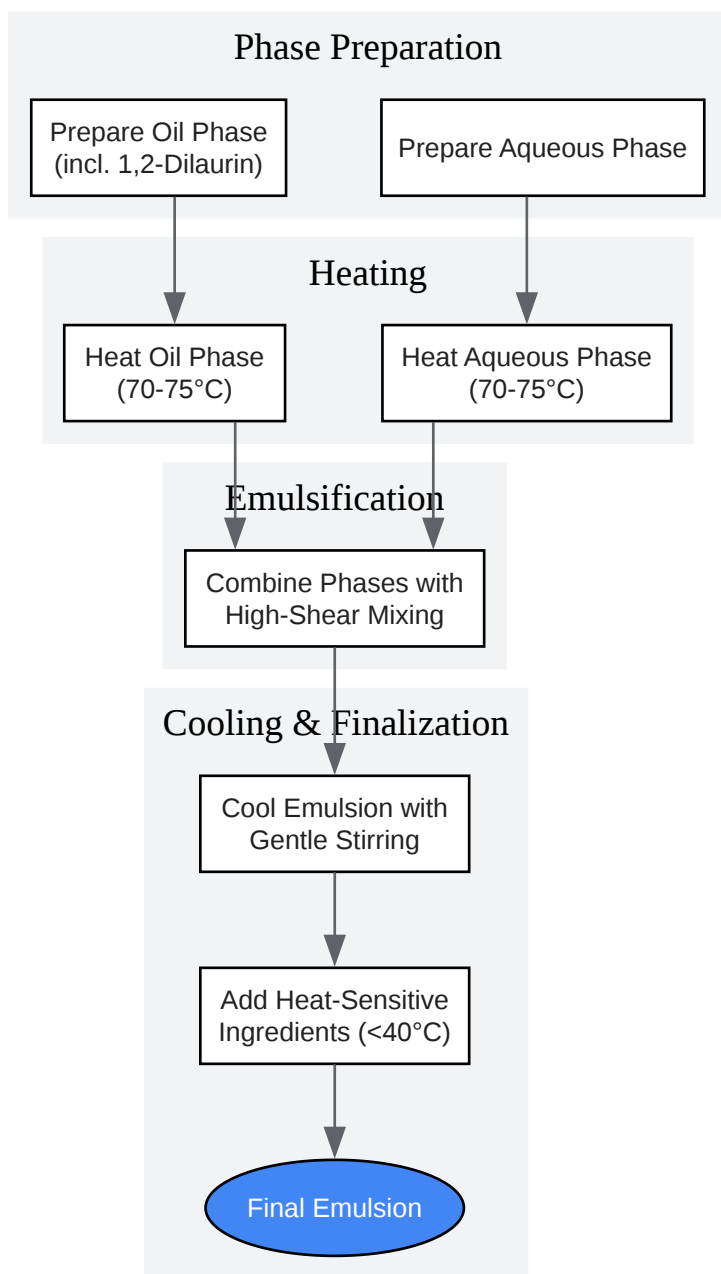 Phase Preparation
Prepare Oil Phase
(incl. 1,2-Dilaurin)
Prepare Aqueous Phase
Heating
Heat Oil Phase
(70-75°C)
Heat Aqueous Phase
(70-75°C)
Emulsification
Combine Phases with
High-Shear Mixing
Cooling & Finalization
Cool Emulsion with
Gentle Stirring
Add Heat-Sensitive
Ingredients (<40°C)
Final Emulsion